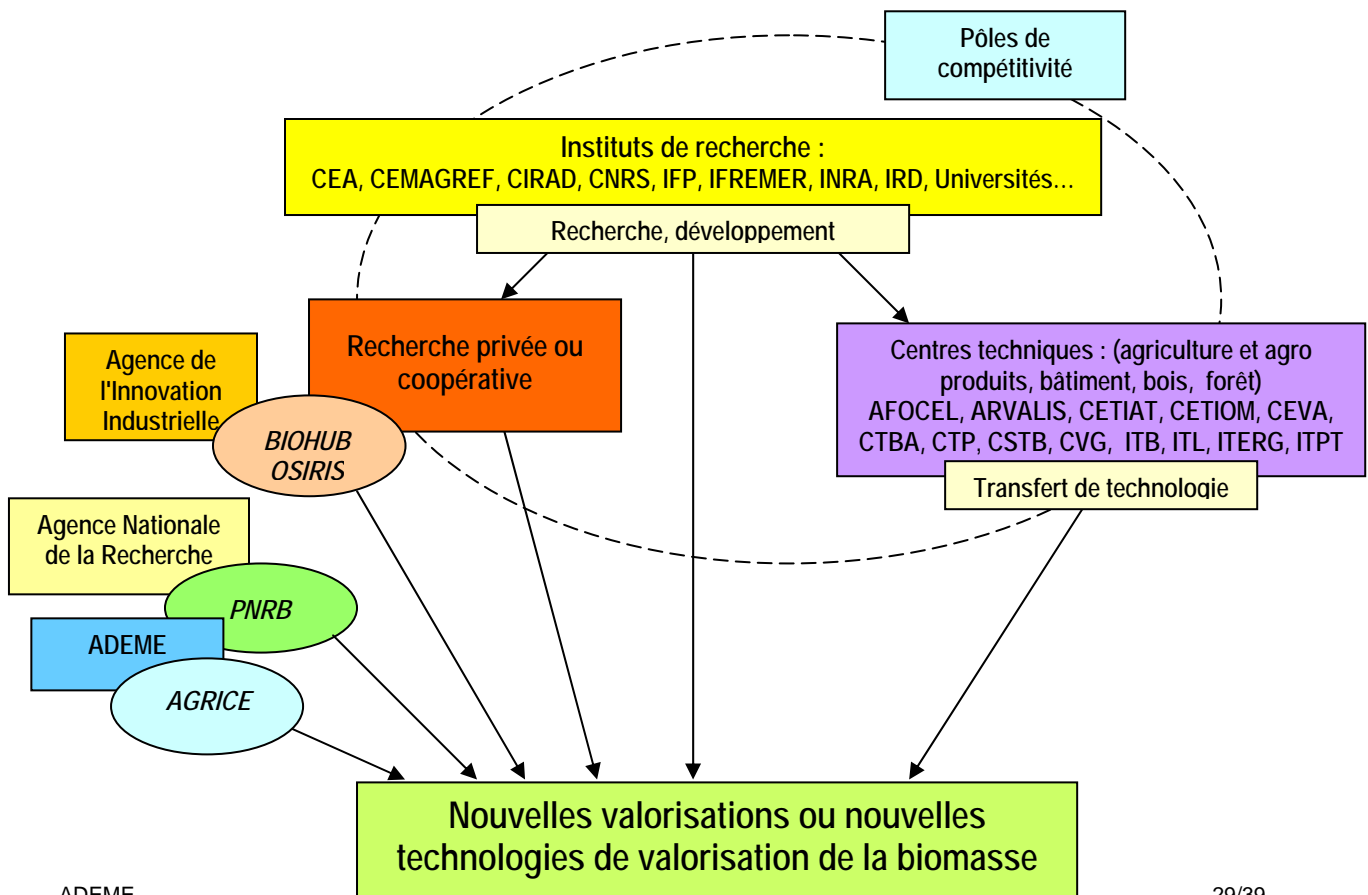 Pôles de
compétitivité
Instituts de recherche :
CEA, CEMAGREF, CIRAD, CNRS, IFP, IFREMER, INRA, IRD, Universités…
Recherche, développement
Recherche privée ou
coopérative
Centres techniques : (agriculture et agro
produits, bâtiment, bois, forêt)
AFOCEL, ARVALIS, CETIAT, CETIOM, CEVA,
CTBA, CTP, CSTB, CVG, ITB, ITL, ITERG, ITPT
Transfert de technologie
Agence de
l'Innovation
Industrielle
BIOHUB
OSIRIS
Agence Nationale
de la Recherche
PNRB
ADEME
AGRICE
Nouvelles valorisations ou nouvelles
technologies de valorisation de la biomasse
ADEME
29/39